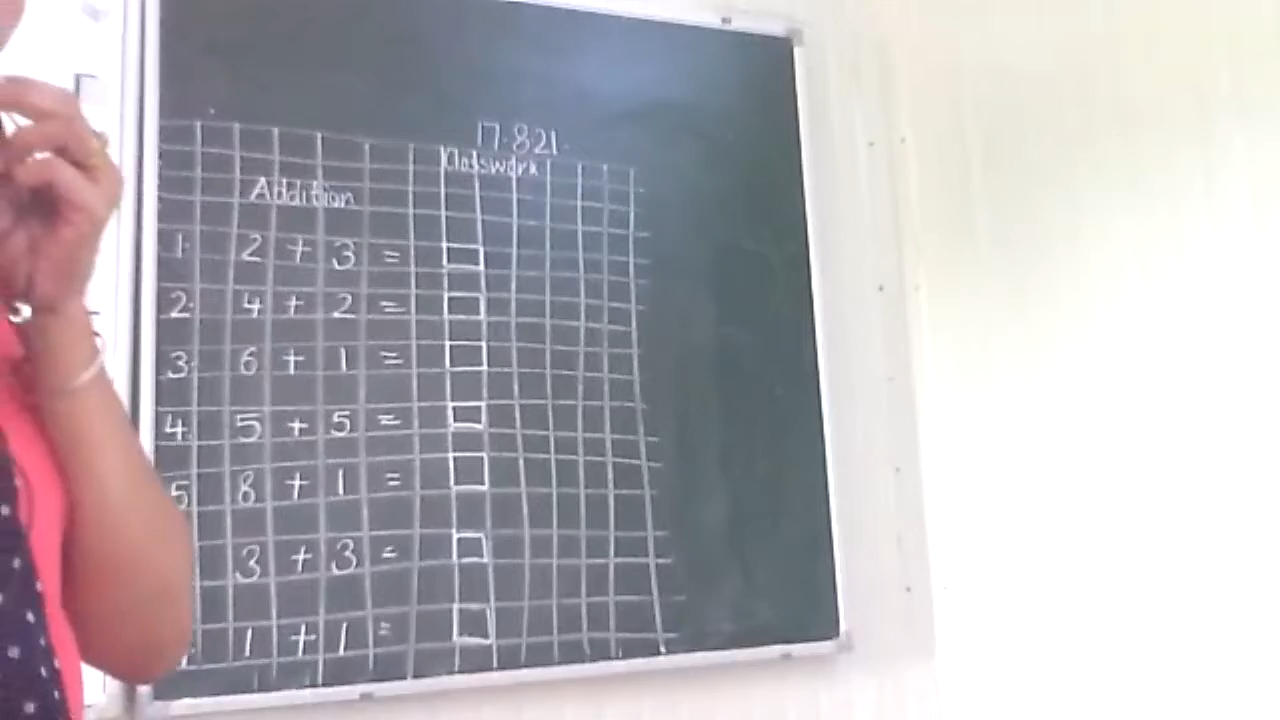 17.8.21.
Classwork
Addition
1. 2 + 3 =
2. 4 + 2 =
3. 6 + 1 =
4. 5 + 5 =
5 8 + 1 =
3 + 3 =
1 + 1 =